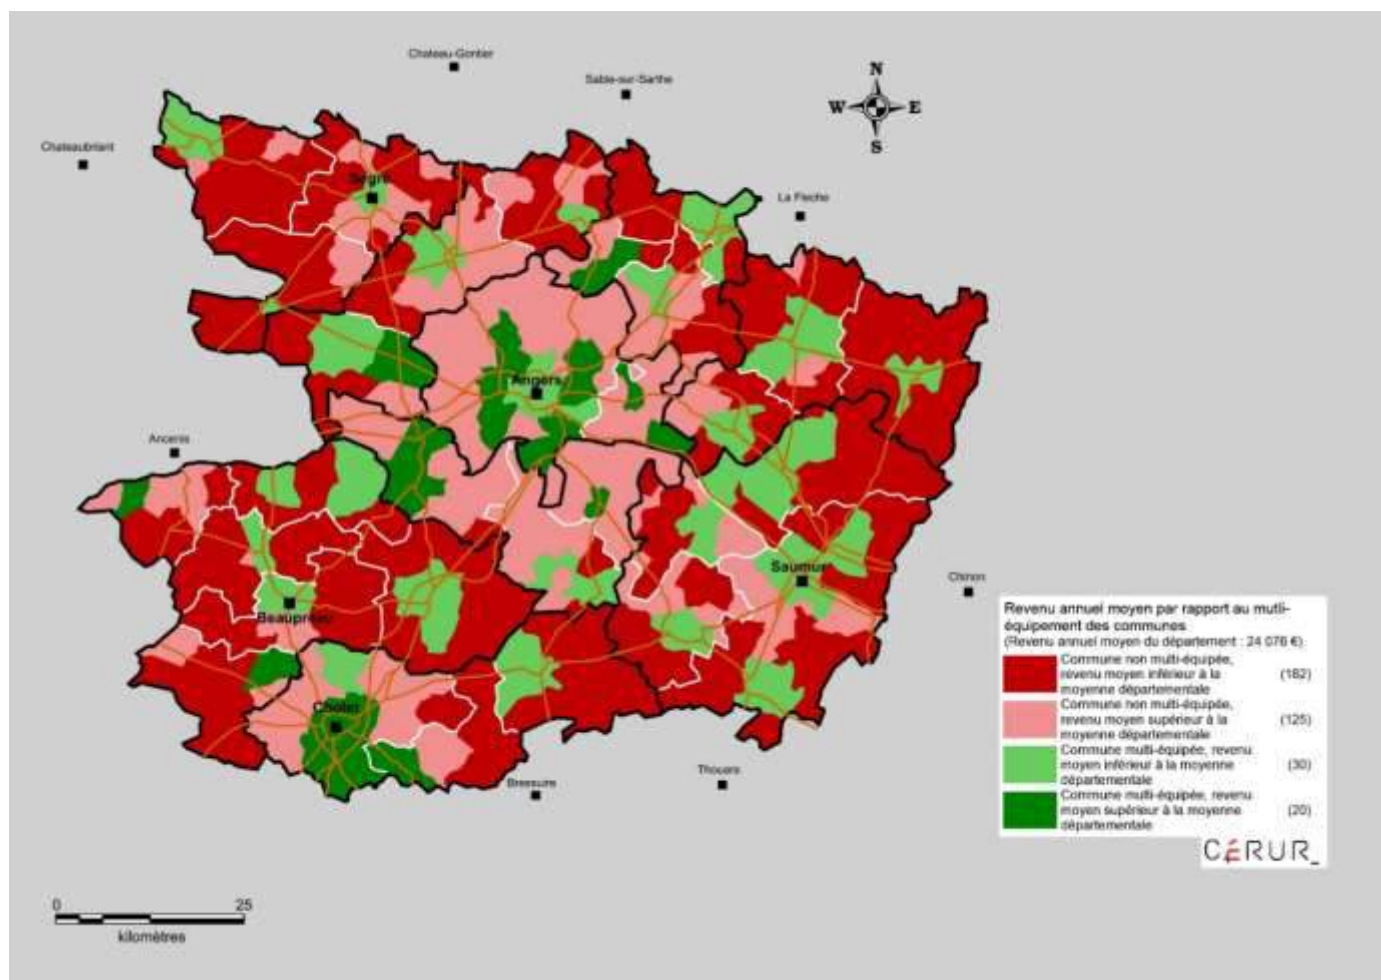 Chateau-Gontier
Sable-sur-Sarthe
N
W E
S
Chateaubriant
Segré
La Fleche
Angers
Ancenis
Saumur
Chinon
Beaupréau
Cholet
Bressuire
Thouars
Revenu annuel moyen par rapport au mutli-
équipement des communes
(Revenu annuel moyen du département : 24 076 €)
Commune non multi-équipée,
revenu moyen inférieur à la (182)
moyenne départementale
Commune non multi-équipée,
revenu moyen supérieur à la (125)
moyenne départementale
Commune multi-équipée, revenu
moyen inférieur à la moyenne (30)
départementale
Commune multi-équipée, revenu
moyen supérieur à la moyenne (20)
départementale
CÉRUR_
0 25
kilomètres